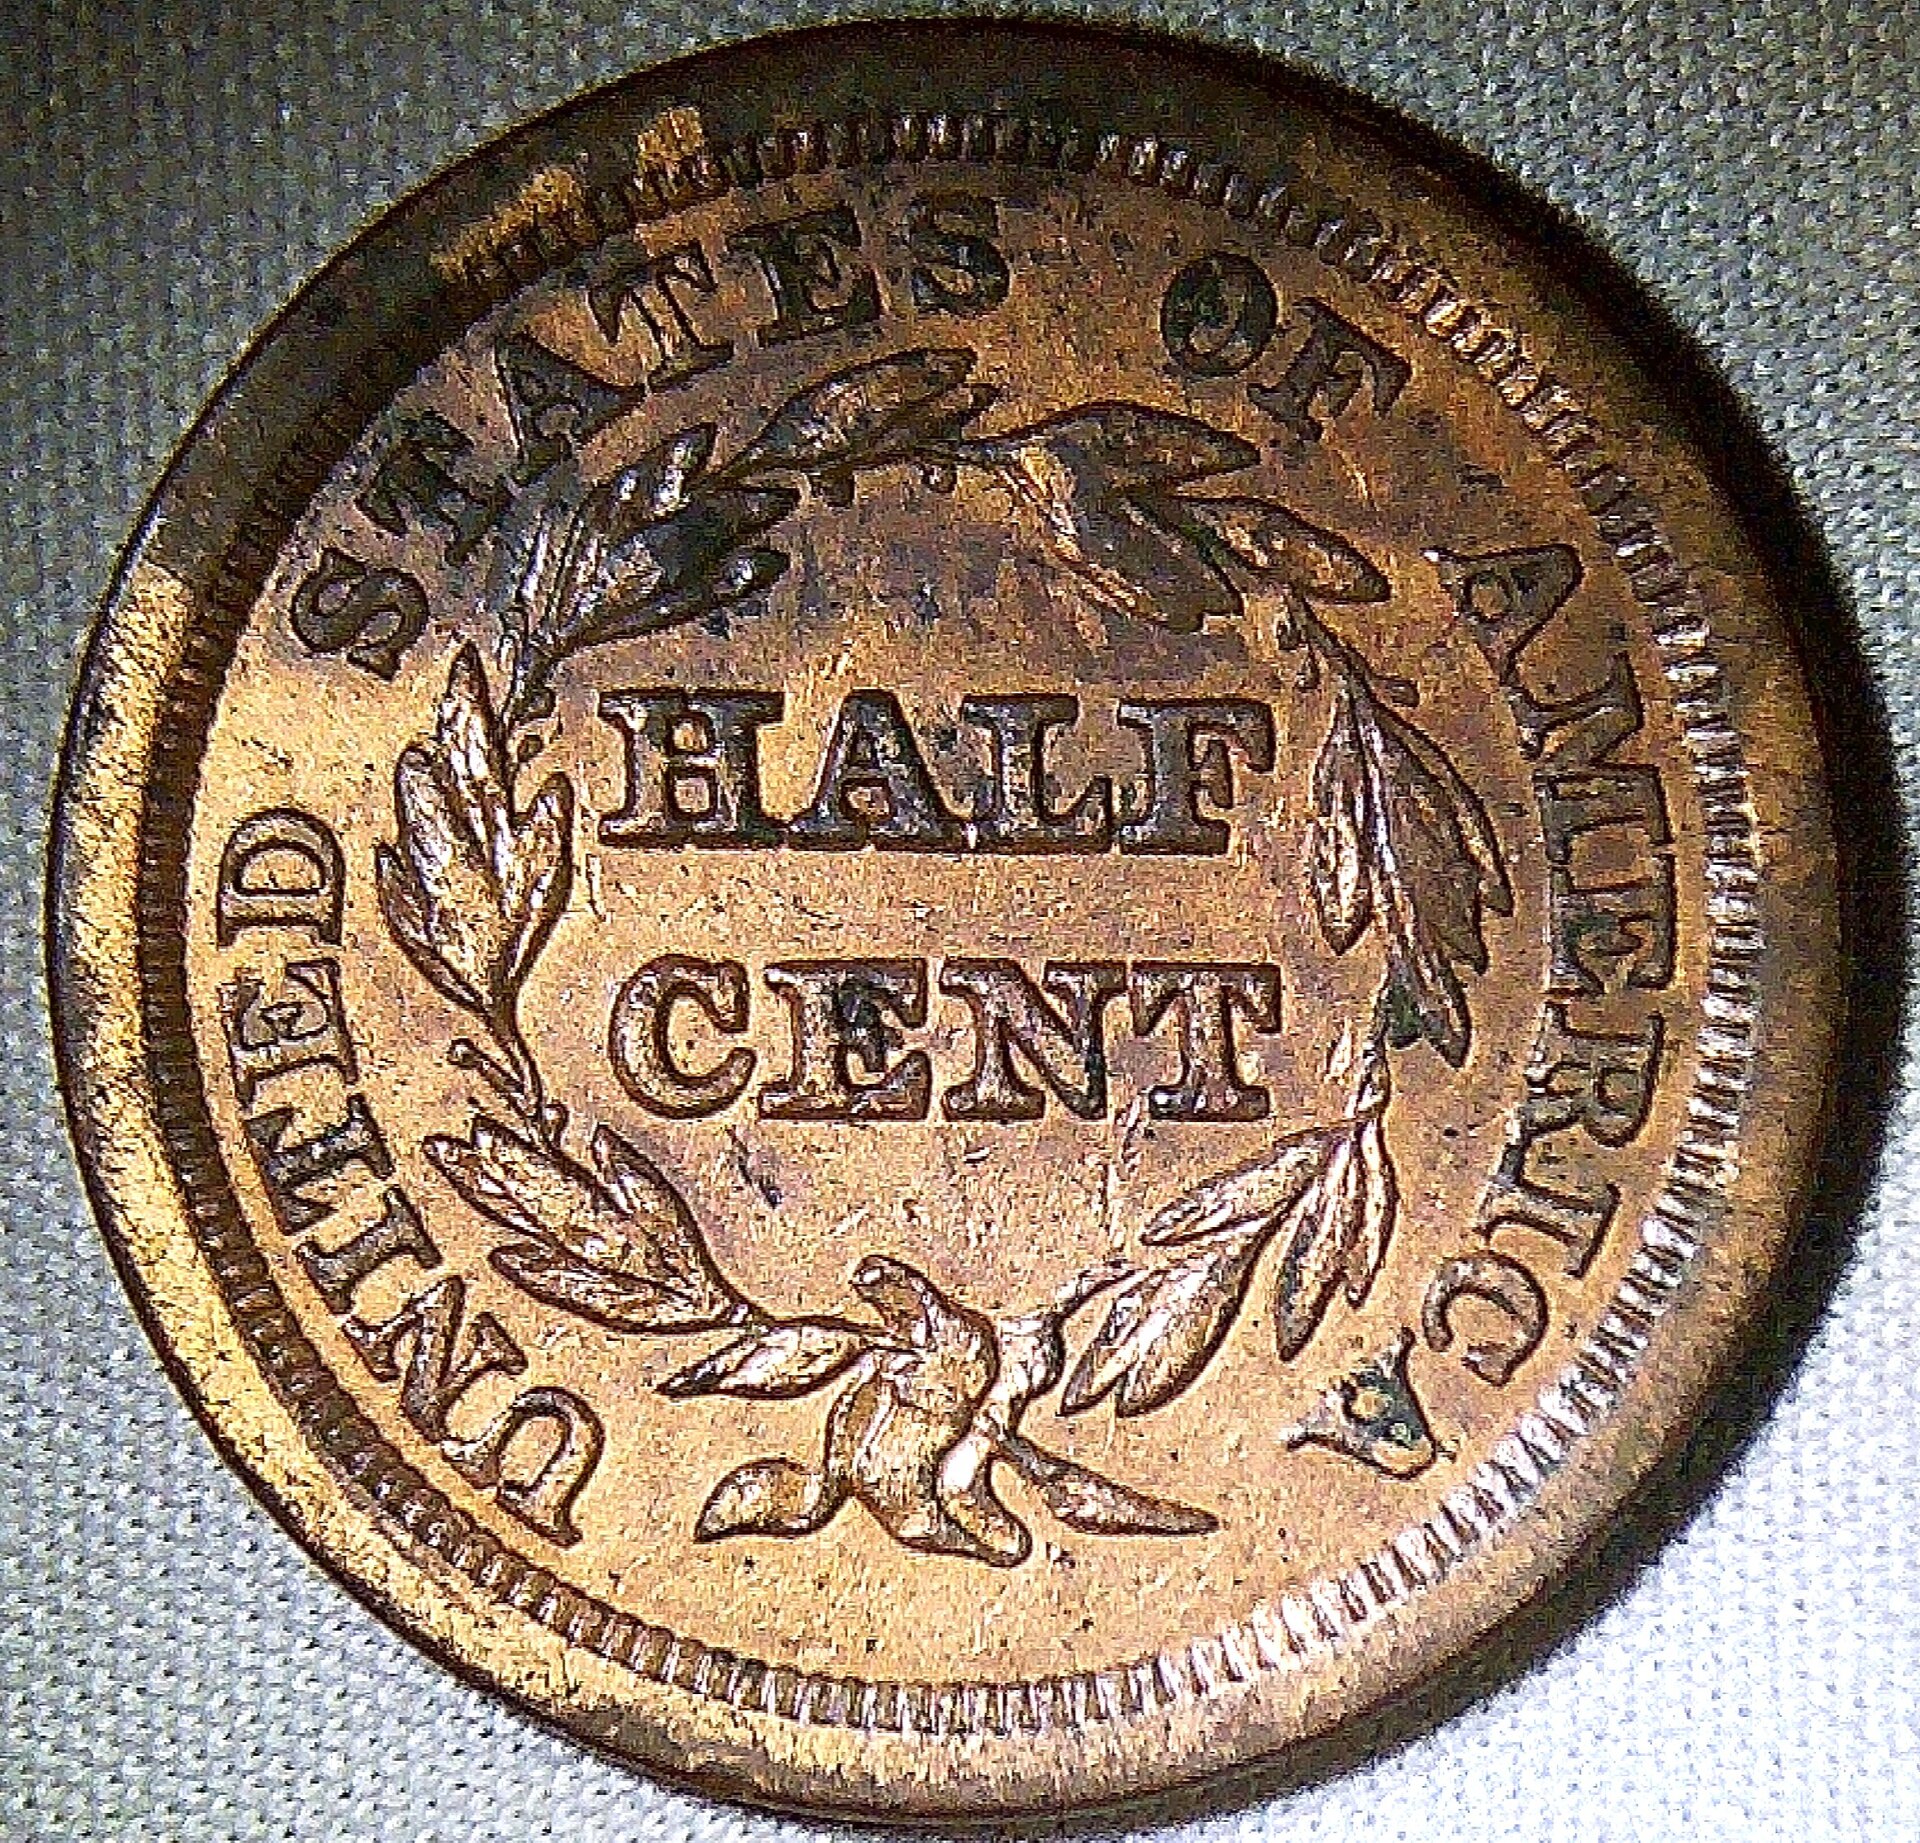 UNITED STATES OF AMERICA
HALF
CENT